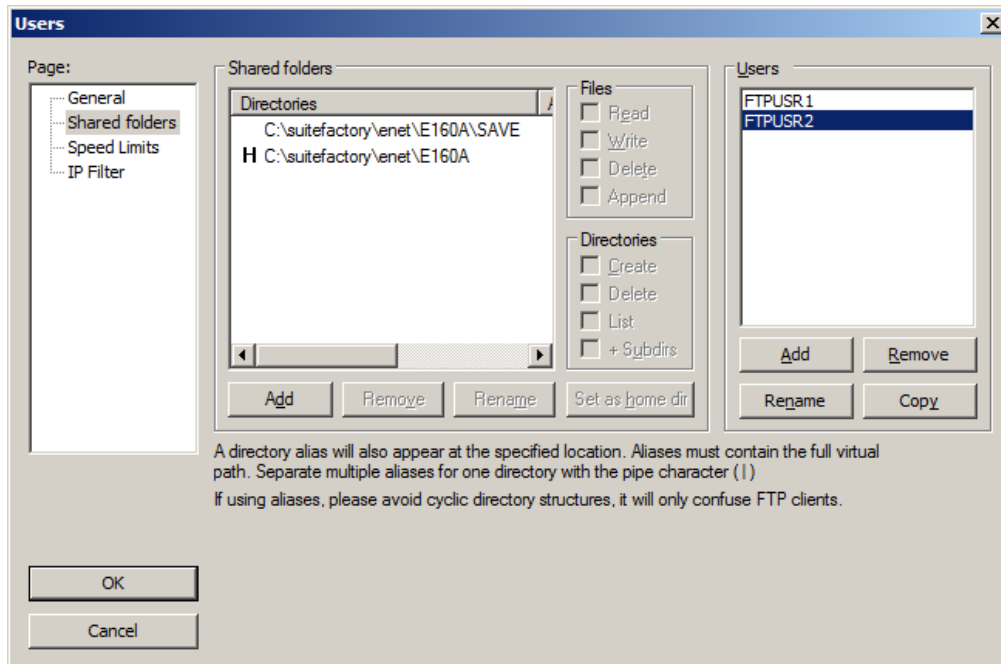 Users
Page:
General
Shared folders
Speed Limits
IP Filter
Shared folders
Directories
C:\suitefactory\enet\E160A\SAVE
H C:\suitefactory\enet\E160A
Add
Remove
Rename
Set as home dir
Files
Read
Write
Delete
Append
Directories
Create
Delete
List
+ Subdirs
Users
FTPUSR1
FTPUSR2
Add
Remove
Rename
Copy
A directory alias will also appear at the specified location. Aliases must contain the full virtual
path. Separate multiple aliases for one directory with the pipe character (|)
If using aliases, please avoid cyclic directory structures, it will only confuse FTP clients.
OK
Cancel